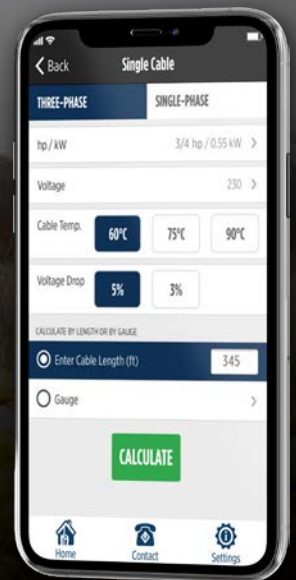 Back Single Cable
THREE-PHASE SINGLE-PHASE
hp / kW 3/4 hp / 0.55 kW
Voltage 230
Cable Temp. 60°C 75°C 90°C
Voltage Drop 5% 3%
CALCULATE BY LENGTH OR BY GAUGE
Enter Cable Length (ft) 345
Gauge
CALCULATE
Home Contact Settings